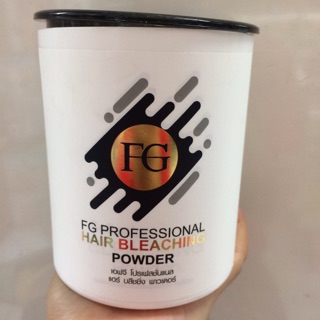 FG
FG PROFESSIONAL
HAIR BLEACHING
POWDER
เอฟจี โปรเฟสชั่นแนล
แฮร์ บลีชชิ่ง พาวเดอร์